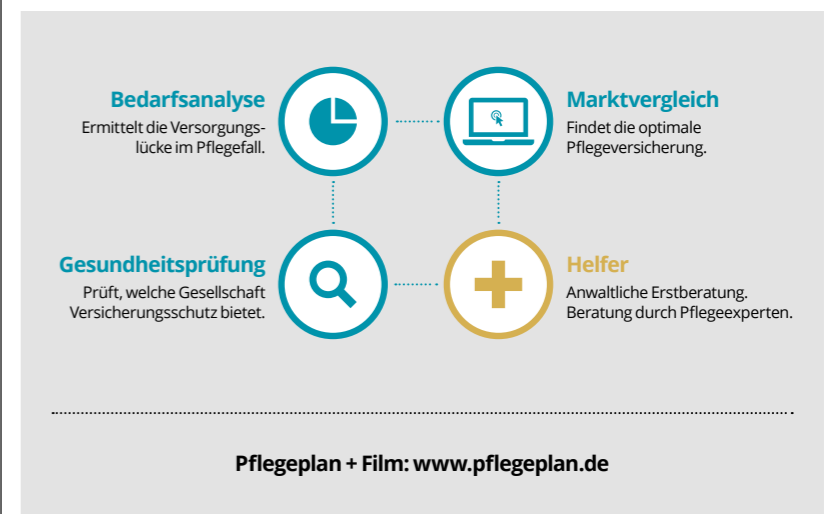 Bedarfsanalyse
Ermittelt die Versorgungs-
lücke im Pflegefall.
Marktvergleich
Findet die optimale
Pflegeversicherung.
Gesundheitsprüfung
Prüft, welche Gesellschaft
Versicherungsschutz bietet.
Helfer
Anwaltliche Erstberatung.
Beratung durch Pflegeexperten.
Pflegeplan + Film: www.pflegeplan.de